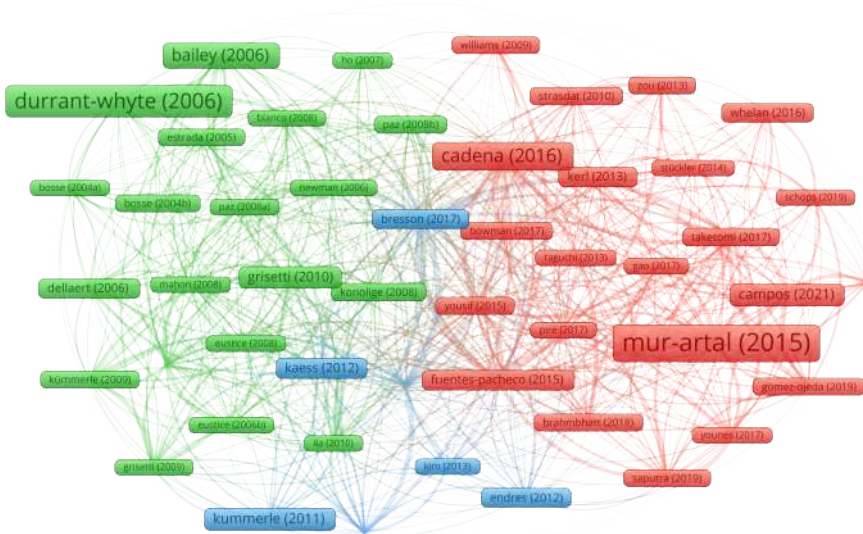 bailey (2006)
williams (2009)
ho (2007)
durrant-whyte (2006)
strasdat (2010)
zou (2013)
whelan (2016)
bianco (2008)
paz (2008b)
estrada (2005)
cadena (2016)
kerl (2013)
stückler (2014)
bosse (2004a)
newman (2006)
bosse (2004b)
paz (2008a)
schops (2019)
bresson (2017)
bowman (2017)
taketomi (2017)
taguchi (2013)
gao (2017)
dellaert (2006)
mahon (2008)
grisetti (2010)
konolige (2008)
campos (2021)
yousif (2015)
pire (2017)
eustice (2008)
mur-artal (2015)
kaess (2012)
kümmerle (2009)
fuentes-pacheco (2015)
gomez-ojeda (2019)
eustice (2006b)
brahmbhatt (2018)
ila (2010)
younes (2017)
grisetti (2009)
kim (2013)
saputra (2019)
endres (2012)
kummerle (2011)